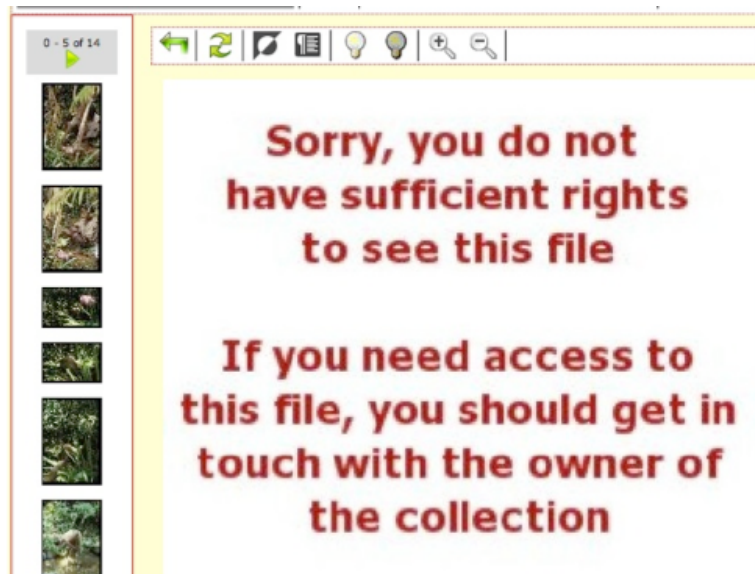 0 - 5 of 14
Sorry, you do not
have sufficient rights
to see this file
If you need access to
this file, you should get in
touch with the owner of
the collection